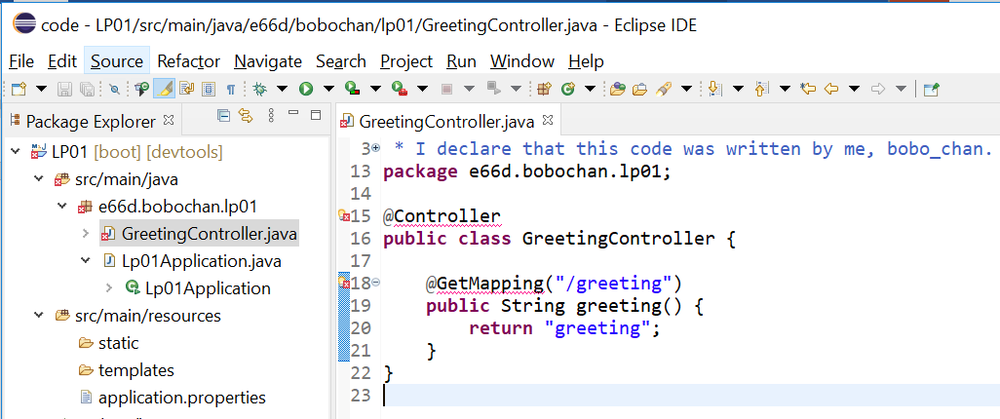 code - LP01/src/main/java/e66d/bobochan/lp01/GreetingController.java - Eclipse IDE
File Edit Source Refactor Navigate Search Project Run Window Help
Package Explorer
LP01 [boot] [devtools]
src/main/java
e66d.bobochan.lp01
GreetingController.java
Lp01Application.java
Lp01Application
src/main/resources
static
templates
application.properties
GreetingController.java
3 * I declare that this code was written by me, bobo_chan.
13 package e66d.bobochan.lp01;
14
15 @Controller
16 public class GreetingController {
17
18 @GetMapping("/greeting")
19 public String greeting() {
20 return "greeting";
21 }
22 }
23